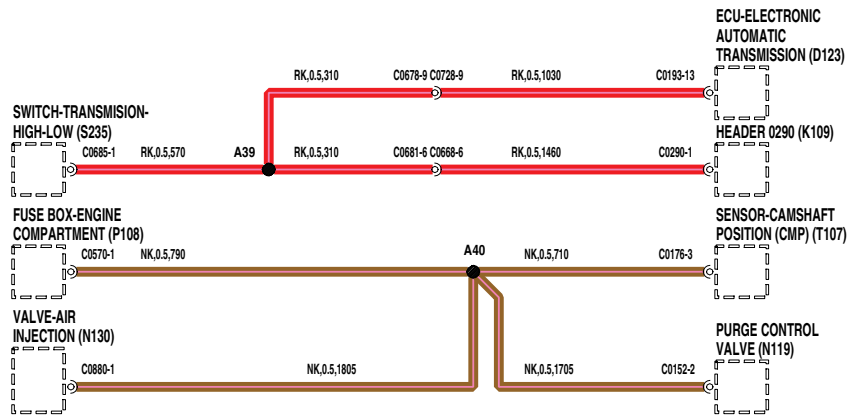 ECU-ELECTRONIC
AUTOMATIC
TRANSMISSION (D123)
RK,0.5,310
C0678-9 C0728-9
RK,0.5,1030
C0193-13
SWITCH-TRANSMISION-
HIGH-LOW (S235)
C0685-1
RK,0.5,570
A39
RK,0.5,310
C0681-6 C0668-6
RK,0.5,1460
C0290-1
HEADER 0290 (K109)
FUSE BOX-ENGINE
COMPARTMENT (P108)
C0570-1
NK,0.5,790
A40
NK,0.5,710
C0176-3
SENSOR-CAMSHAFT
POSITION (CMP) (T107)
VALVE-AIR
INJECTION (N130)
C0880-1
NK,0.5,1805
NK,0.5,1705
C0152-2
PURGE CONTROL
VALVE (N119)